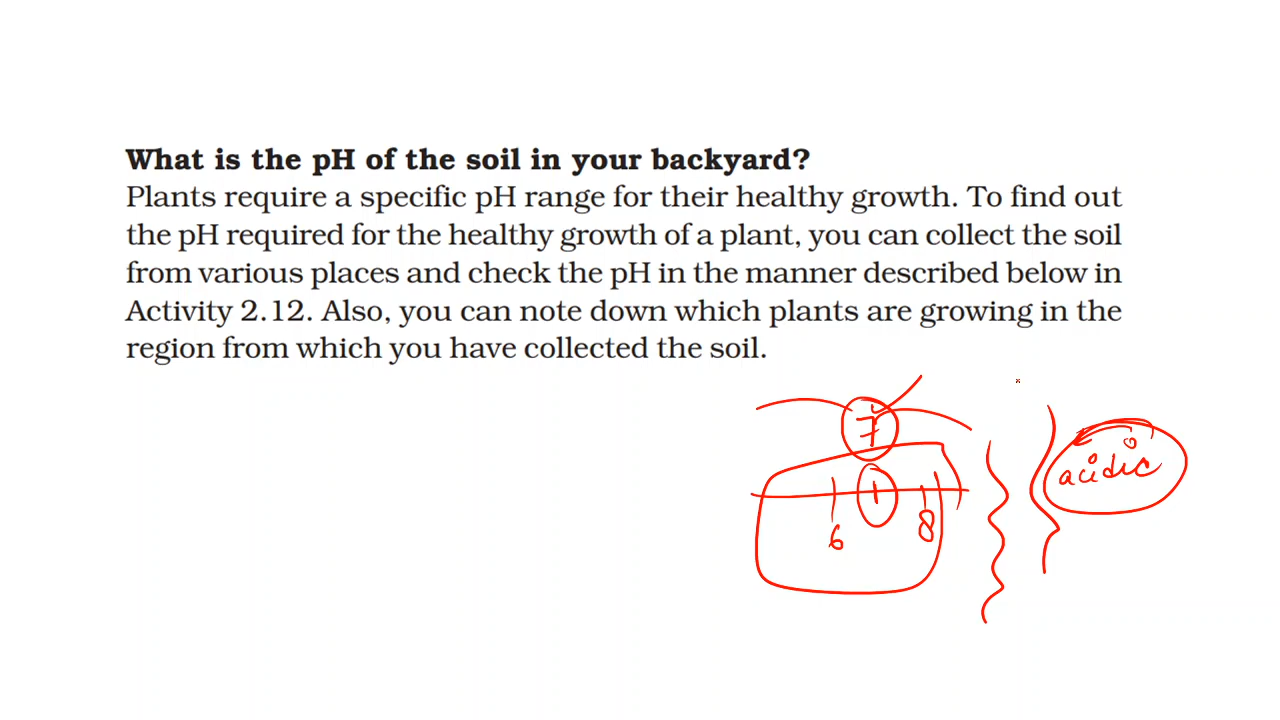 What is the pH of the soil in your backyard?
Plants require a specific pH range for their healthy growth. To find out
the pH required for the healthy growth of a plant, you can collect the soil
from various places and check the pH in the manner described below in
Activity 2.12. Also, you can note down which plants are growing in the
region from which you have collected the soil.
7
acidic
6
8